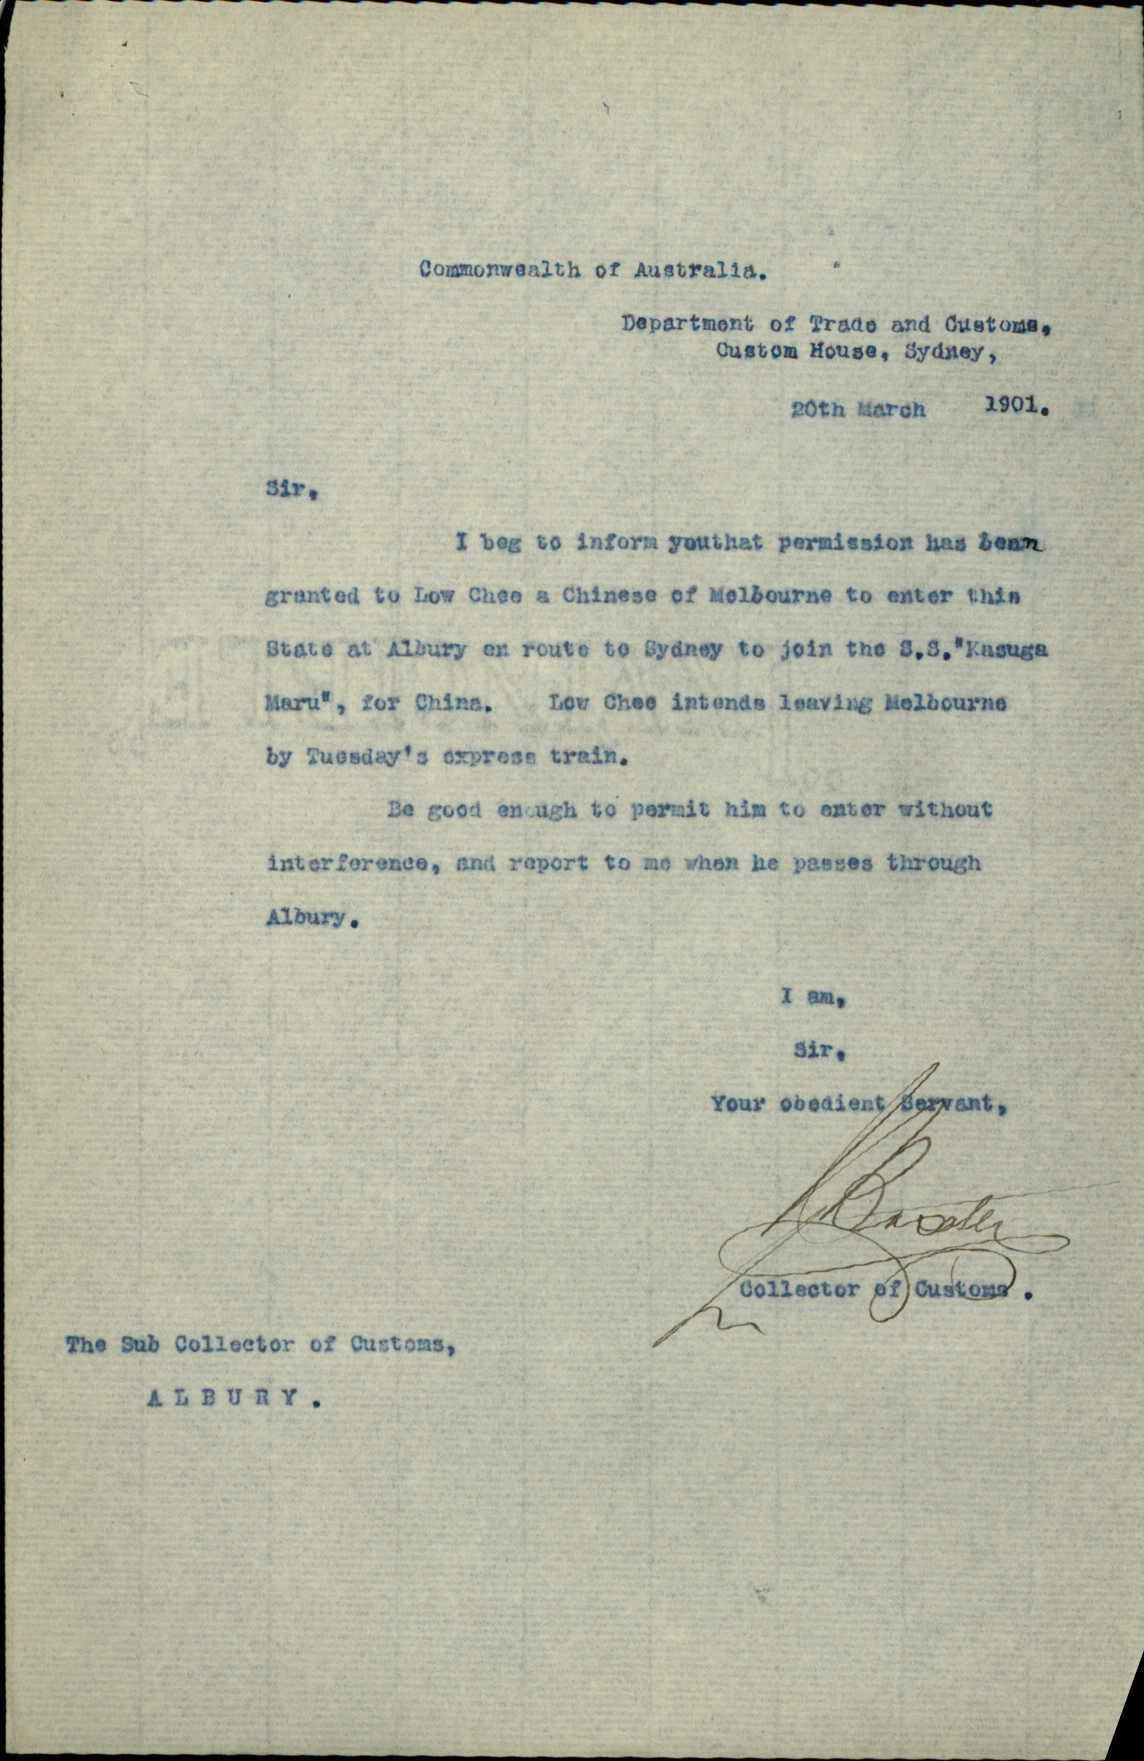 Commonwealth of Australia.
Department of Trade and Customs,
Custom House, Sydney,
20th March 1901.
Sir,
I beg to inform youthat permission has been
granted to Low Chee a Chinese of Melbourne to enter this
State at Albury en route to Sydney to join the S.S."Kasuga
Maru", for China. Low Chee intends leaving Melbourne
by Tuesday's express train.
Be good enough to permit him to enter without
interference, and report to me when he passes through
Albury.
I am,
Sir,
Your obedient Servant,
Baxter
Collector of Customs.
The Sub Collector of Customs,
ALBURY.